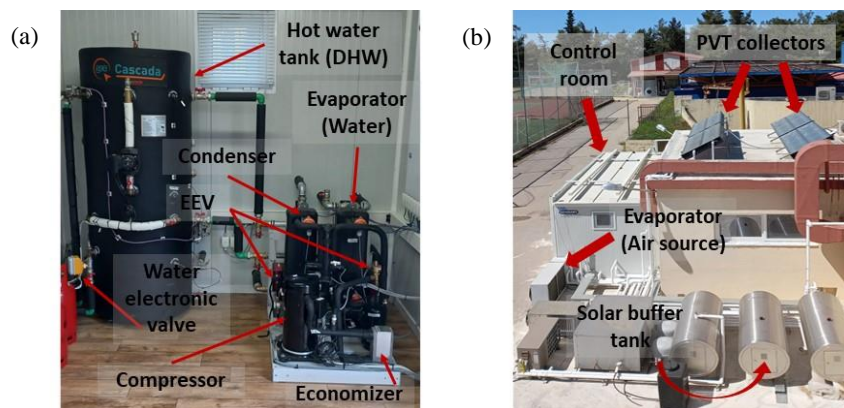 (a)
Cascada
Hot water
tank (DHW)
Evaporator
(Water)
Condenser
EEV
Water
electronic
valve
Compressor
Economizer
(b)
Control
room
PVT collectors
Evaporator
(Air source)
Solar buffer
tank